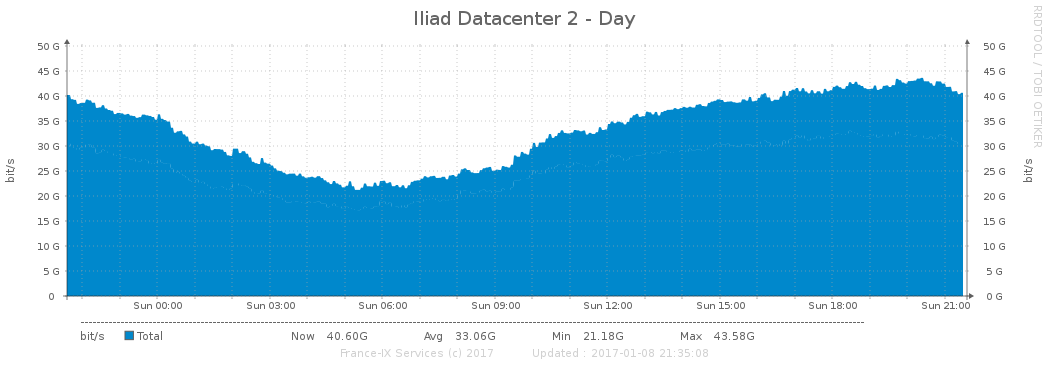 Iliad Datacenter 2 - Day
RRDTOOL / TOBI OETIKER
bit/s
50 G 50 G
45 G 45 G
40 G 40 G
35 G 35 G
30 G 30 G
25 G 25 G
20 G 20 G
15 G 15 G
10 G 10 G
5 G 5 G
0 0 G
bit/s
Sun 00:00 Sun 03:00 Sun 06:00 Sun 09:00 Sun 12:00 Sun 15:00 Sun 18:00 Sun 21:00
bit/s Total Now 40.60G Avg 33.06G Min 21.18G Max 43.58G
France-IX Services (c) 2017 Updated : 2017-01-08 21:35:08